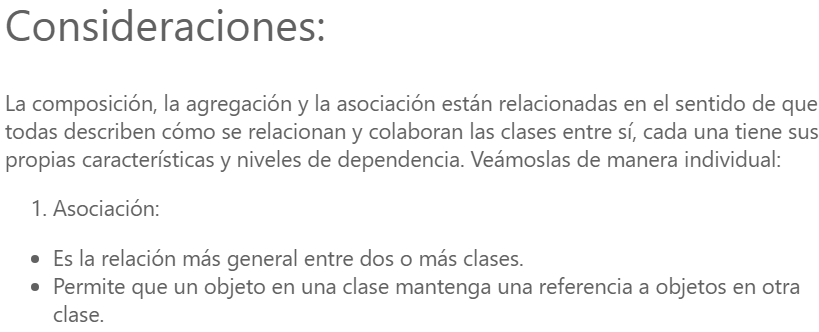 Consideraciones:
La composición, la agregación y la asociación están relacionadas en el sentido de que
todas describen cómo se relacionan y colaboran las clases entre sí, cada una tiene sus
propias características y niveles de dependencia. Veámoslas de manera individual:
1. Asociación:
• Es la relación más general entre dos o más clases.
• Permite que un objeto en una clase mantenga una referencia a objetos en otra
clase.